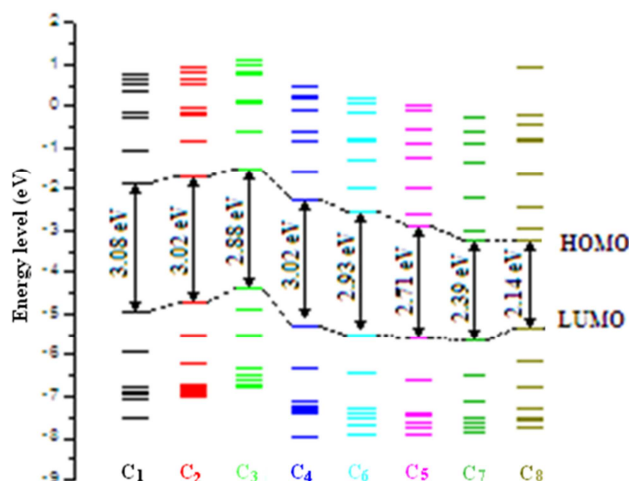 2
1
0
-1
-2
-3
-4
-5
-6
-7
-8
-9
Energy level (eV)
3.08 eV
3.02 eV
2.88 eV
3.02 eV
2.93 eV
2.71 eV
2.39 eV
2.14 eV
HOMO
LUMO
C1 C2 C3 C4 C6 C5 C7 C8